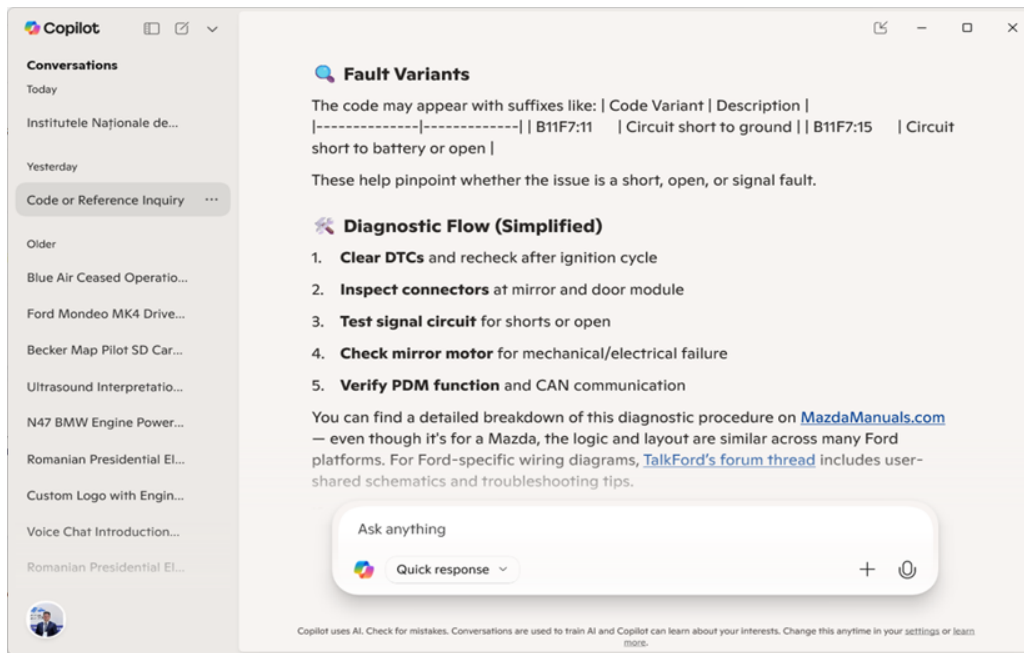 Copilot
Conversations
Today
Institutele Naționale de...
Yesterday
Code or Reference Inquiry ...
Older
Blue Air Ceased Operatio...
Ford Mondeo MK4 Drive...
Becker Map Pilot SD Car...
Ultrasound Interpretatio...
N47 BMW Engine Power...
Romanian Presidential El...
Custom Logo with Engin...
Voice Chat Introduction...
Romanian Presidential El...
Fault Variants
The code may appear with suffixes like: | Code Variant | Description |
|--------------|-------------| | B11F7:11 | Circuit short to ground | | B11F7:15 | Circuit
short to battery or open |
These help pinpoint whether the issue is a short, open, or signal fault.
Diagnostic Flow (Simplified)
1. Clear DTCs and recheck after ignition cycle
2. Inspect connectors at mirror and door module
3. Test signal circuit for shorts or open
4. Check mirror motor for mechanical/electrical failure
5. Verify PDM function and CAN communication
You can find a detailed breakdown of this diagnostic procedure on MazdaManuals.com
— even though it's for a Mazda, the logic and layout are similar across many Ford
platforms. For Ford-specific wiring diagrams, TalkFord's forum thread includes user-
shared schematics and troubleshooting tips.
Ask anything
Quick response
Copilot uses AI. Check for mistakes. Conversations are used to train AI and Copilot can learn about your interests. Change this anytime in your settings or learn
more.